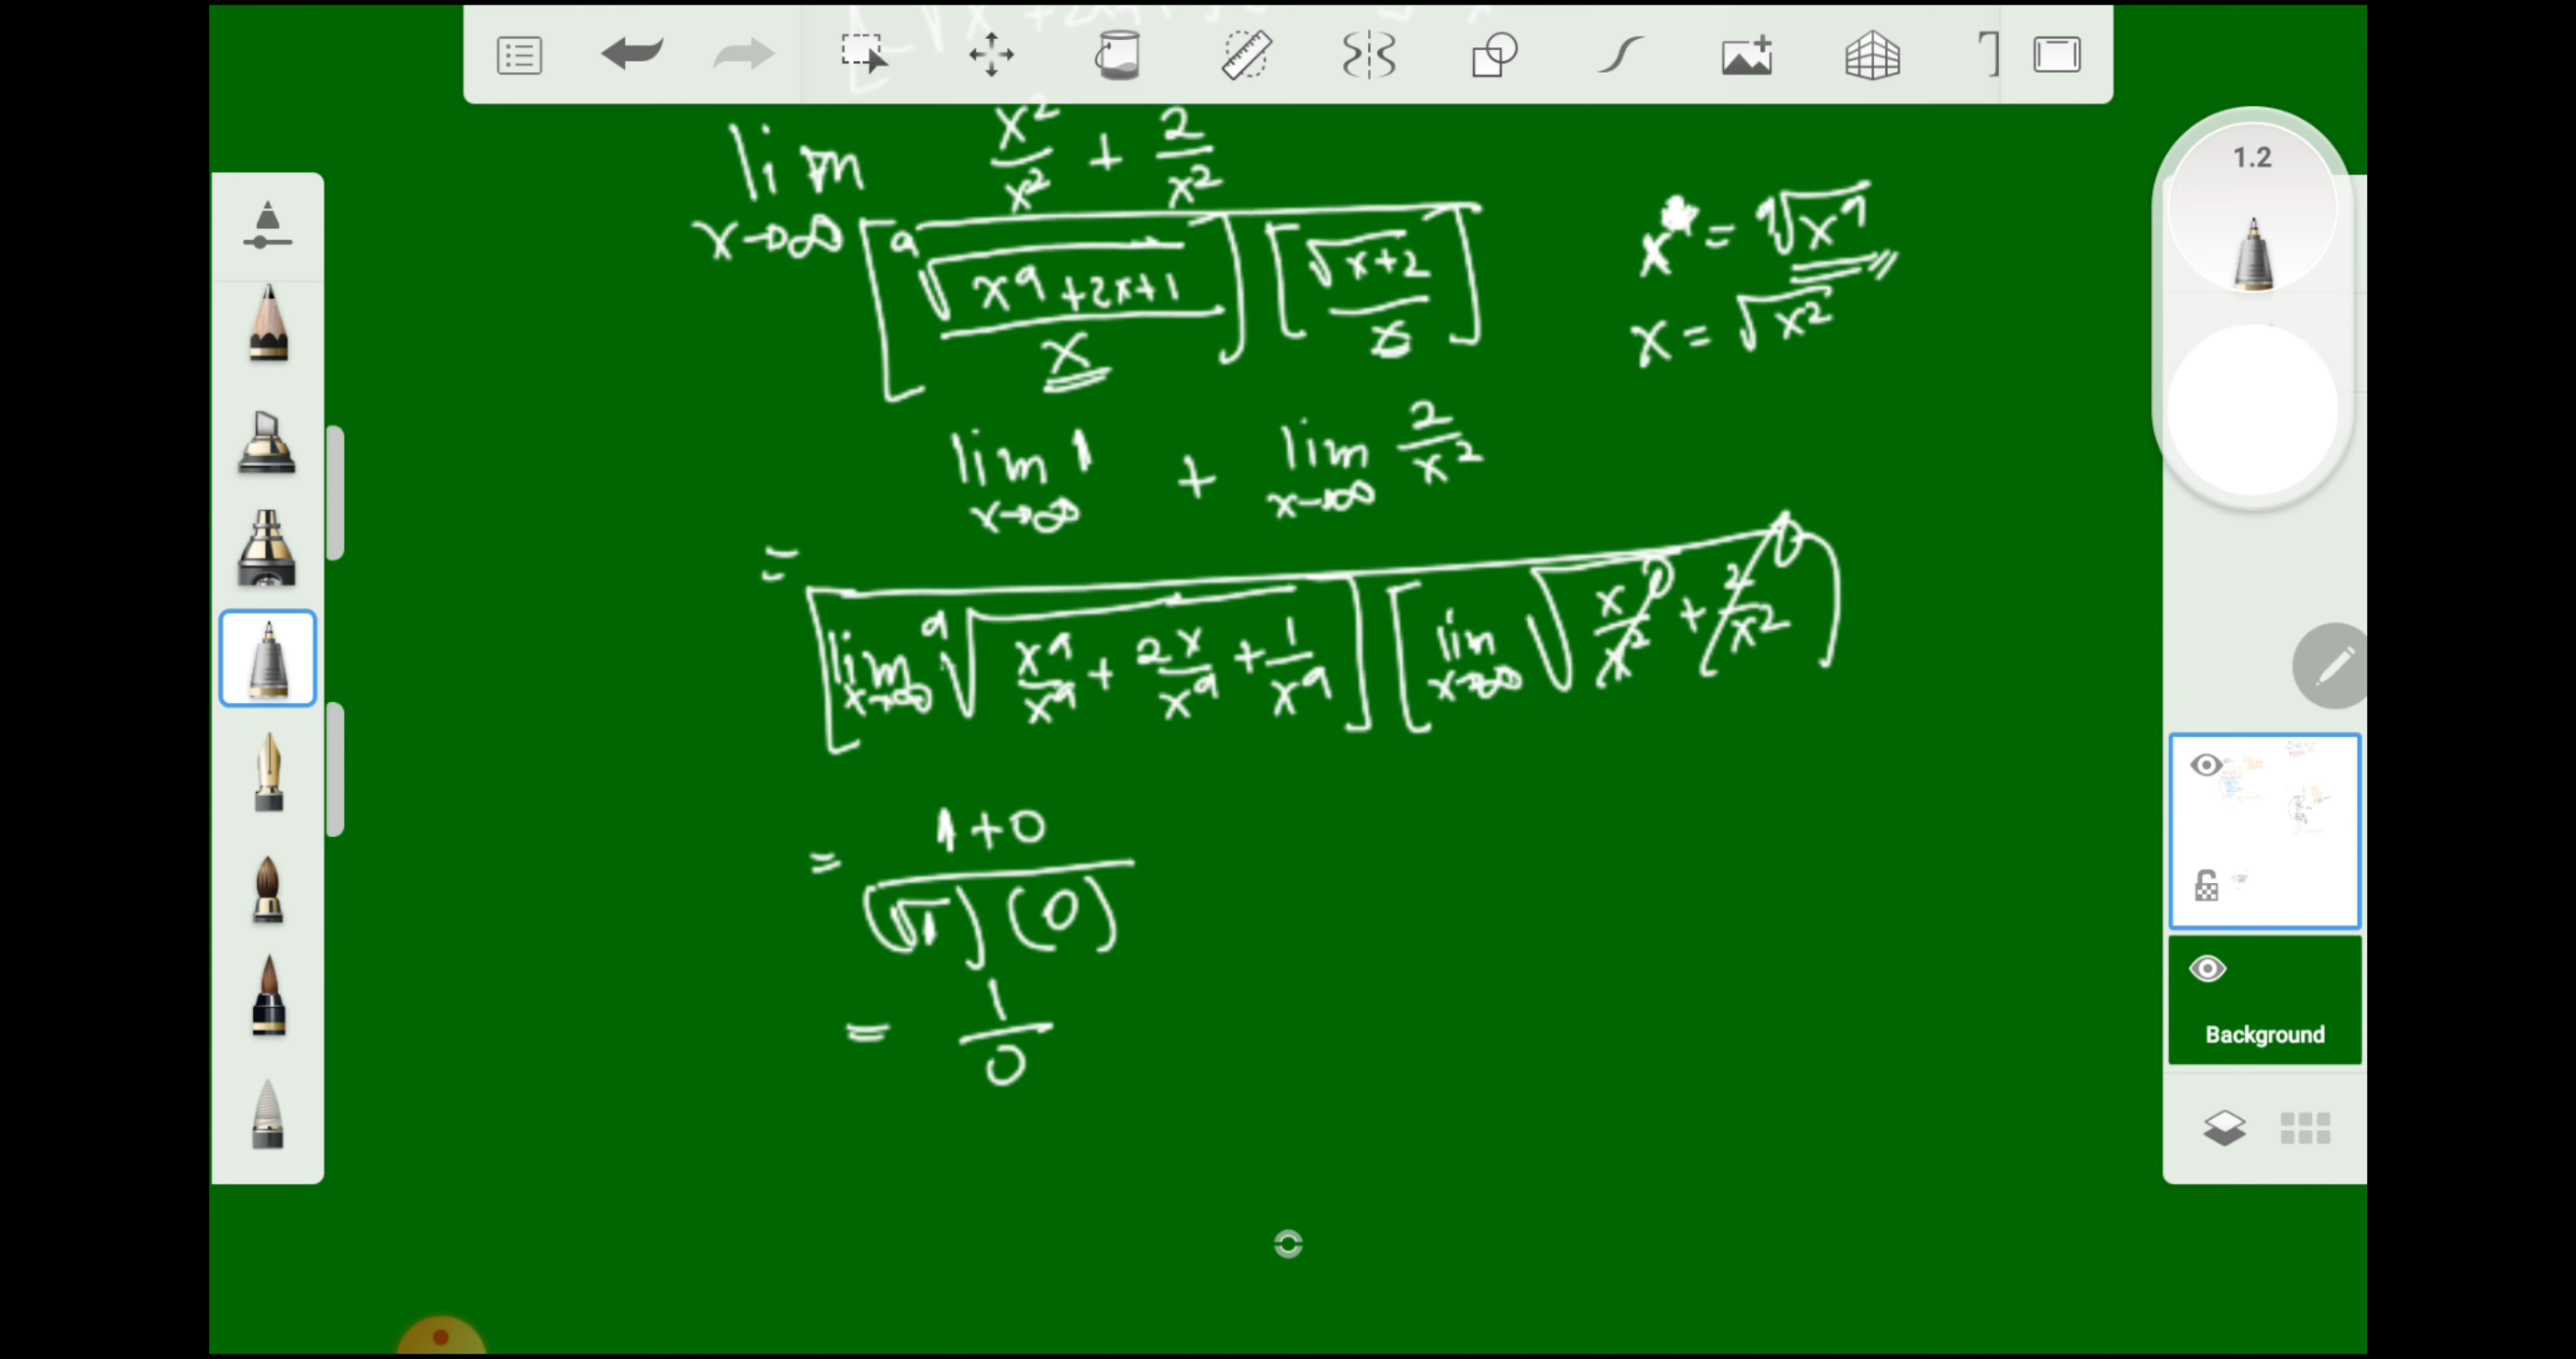 1.2
lim x→∞ x²/x² + 2/x²
[⁹√(x⁹+2x+1) / x] [√(x+2) / x]
x = ⁹√x⁹
x = √x²
lim x→∞ 1 + lim x→∞ 2/x²
=
[lim x→∞ ⁹√(x⁹/x⁹ + 2x/x⁹ + 1/x⁹)] [lim x→∞ √(x/x² + 2/x²)]
0 0
= 1+0
(√1) (0)
= 1/0
Background